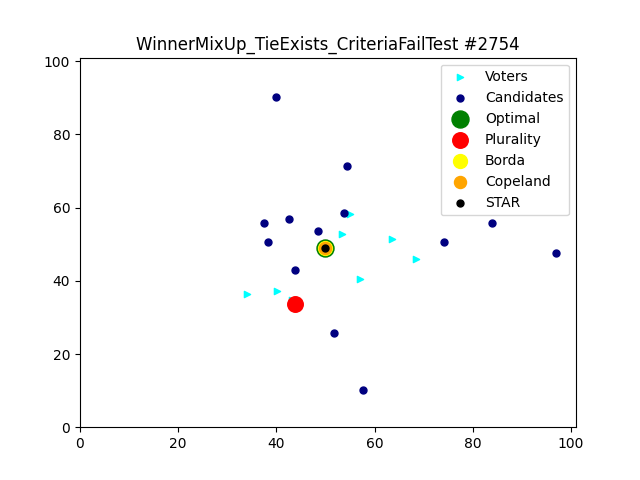 WinnerMixUp_TieExists_CriteriaFailTest #2754
100
80
60
40
20
0
0
20
40
60
80
100
Voters
Candidates
Optimal
Plurality
Borda
Copeland
STAR